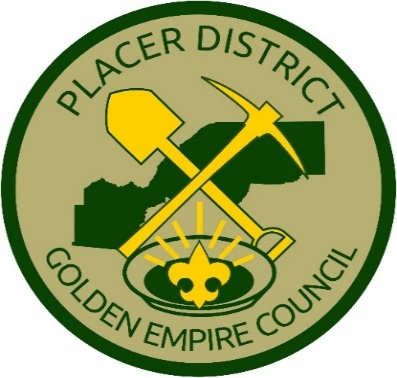 PLACER DISTRICT
GOLDEN EMPIRE COUNCIL